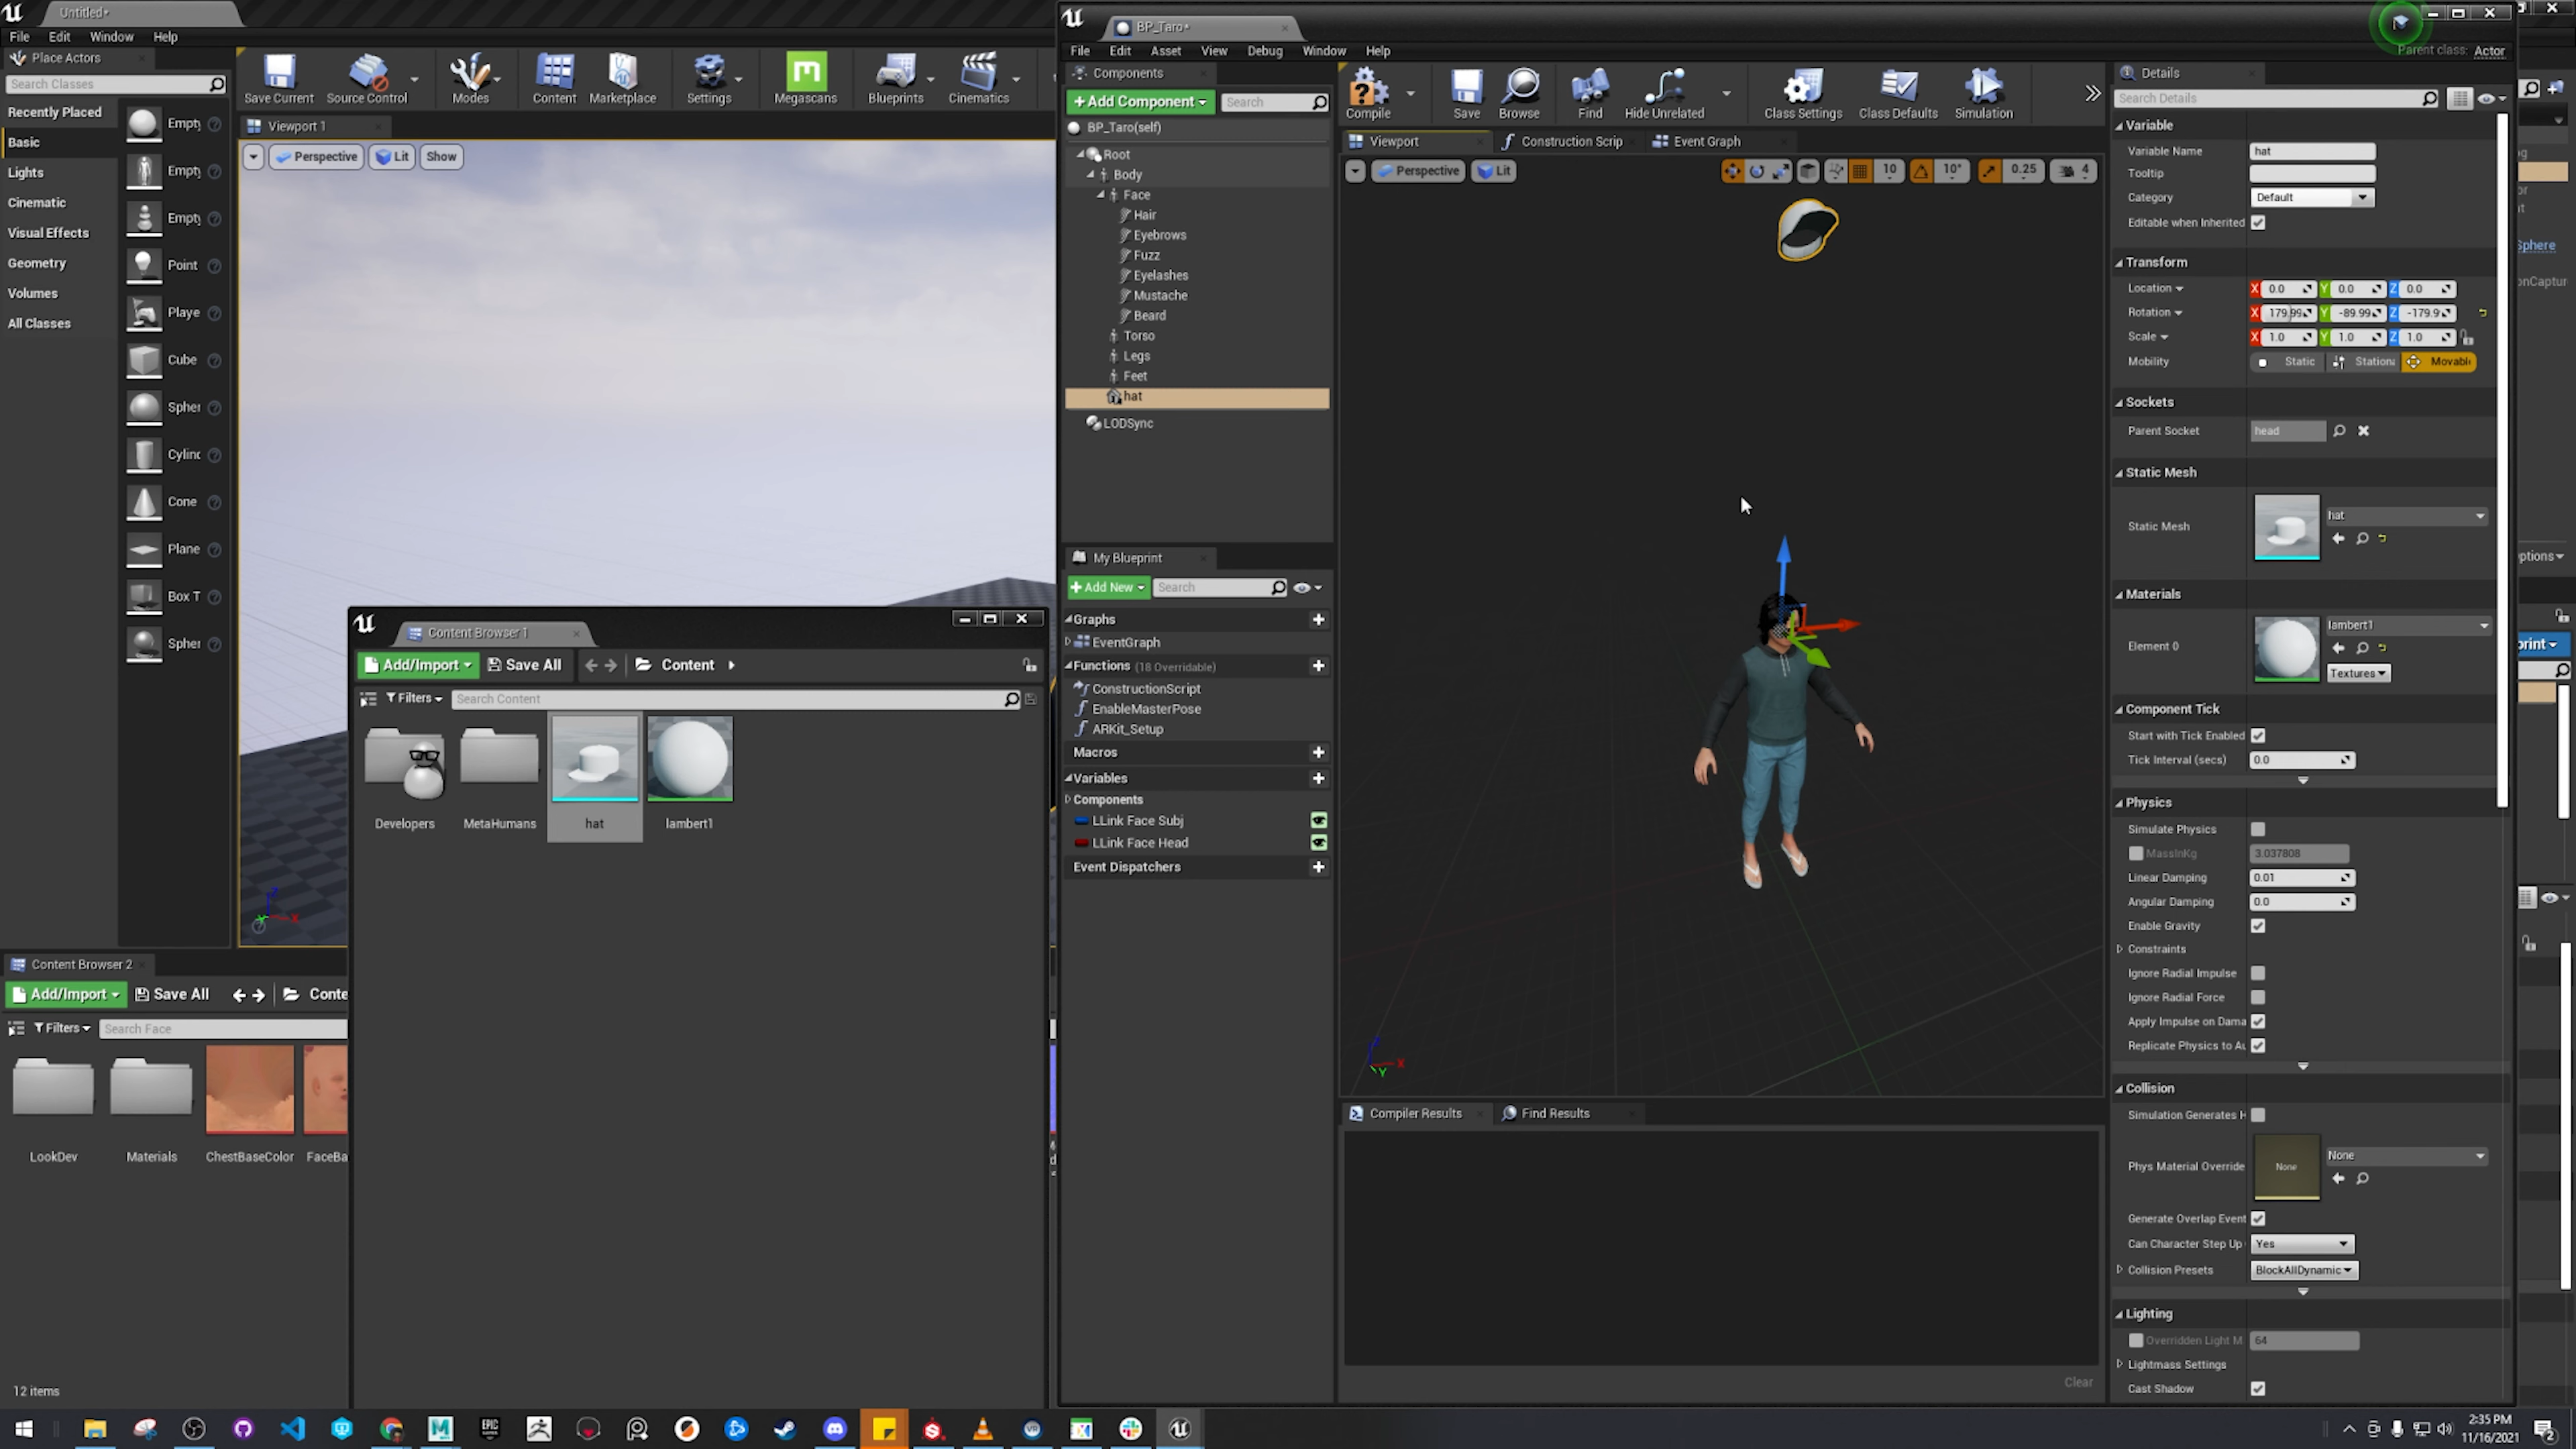 Untitled*
File Edit Window Help
Place Actors
Search Classes
Recently Placed
Basic
Lights
Cinematic
Visual Effects
Geometry
Volumes
All Classes
Empty
Empty
Empty
Point
Playe
Cube
Spher
Cylinc
Cone
Plane
Box T
Spher
Save Current
Source Control
Modes
Content
Marketplace
Settings
Megascans
Blueprints
Cinematics
Viewport 1
Perspective
Lit
Show
Content Browser 1
Add/Import
Save All
Content
Filters
Search Content
Developers
MetaHumans
hat
lambert1
Content Browser 2
Add/Import
Save All
Conte
Filters
Search Face
LookDev
Materials
ChestBaseColor
FaceBa
12 items
BP_Taro*
File Edit Asset View Debug Window Help
Parent class: Actor
Components
+Add Component
Search
BP_Taro(self)
Root
Body
Face
Hair
Eyebrows
Fuzz
Eyelashes
Mustache
Beard
Torso
Legs
Feet
hat
LODSync
My Blueprint
+Add New
Search
Graphs
EventGraph
Functions (18 Overridable)
ConstructionScript
EnableMasterPose
ARKit_Setup
Macros
Variables
Components
LLink Face Subj
LLink Face Head
Event Dispatchers
Compile
Save
Browse
Find
Hide Unrelated
Class Settings
Class Defaults
Simulation
Viewport
Construction Scrip
Event Graph
Perspective
Lit
10
10°
0.25
4
Z
X
Y
Compiler Results
Find Results
Clear
Details
Search Details
Variable
Variable Name hat
Tooltip
Category Default
Editable when Inherited
Transform
Location X 0.0 Y 0.0 Z 0.0
Rotation X 179.99 Y -89.99 Z -179.9
Scale X 1.0 Y 1.0 Z 1.0
Mobility Static Stationa Movabl
Sockets
Parent Socket head
Static Mesh
Static Mesh hat
Materials
Element 0 lambert1
Textures
Component Tick
Start with Tick Enabled
Tick Interval (secs) 0.0
Physics
Simulate Physics
MassInKg 3.037808
Linear Damping 0.01
Angular Damping 0.0
Enable Gravity
Constraints
Ignore Radial Impulse
Ignore Radial Force
Apply Impulse on Dama
Replicate Physics to Au
Collision
Simulation Generates H
Phys Material Override None None
Generate Overlap Event
Can Character Step Up Yes
Collision Presets BlockAllDynamic
Lighting
Overridden Light M 64
Lightmass Settings
Cast Shadow
Sphere
onCaptur
ptions
print
EPIC GAMES
2:35 PM
11/16/2021
2